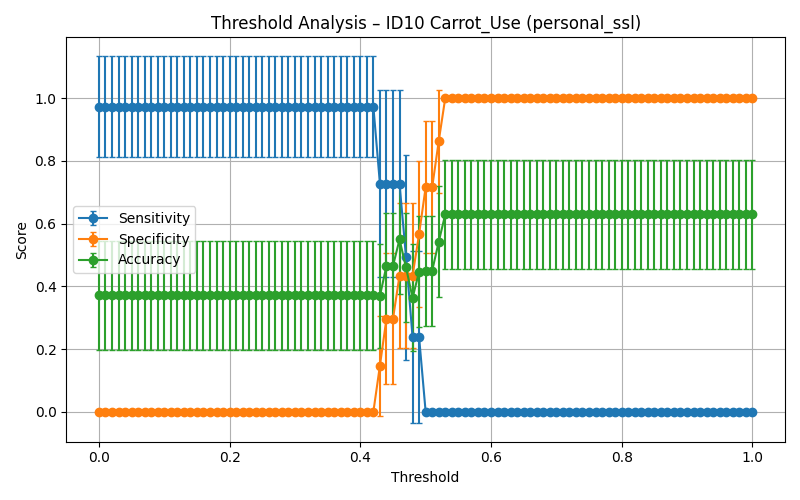 Threshold Analysis – ID10 Carrot_Use (personal_ssl)
Score
1.0
0.8
0.6
0.4
0.2
0.0
Sensitivity
Specificity
Accuracy
0.0 0.2 0.4 0.6 0.8 1.0
Threshold